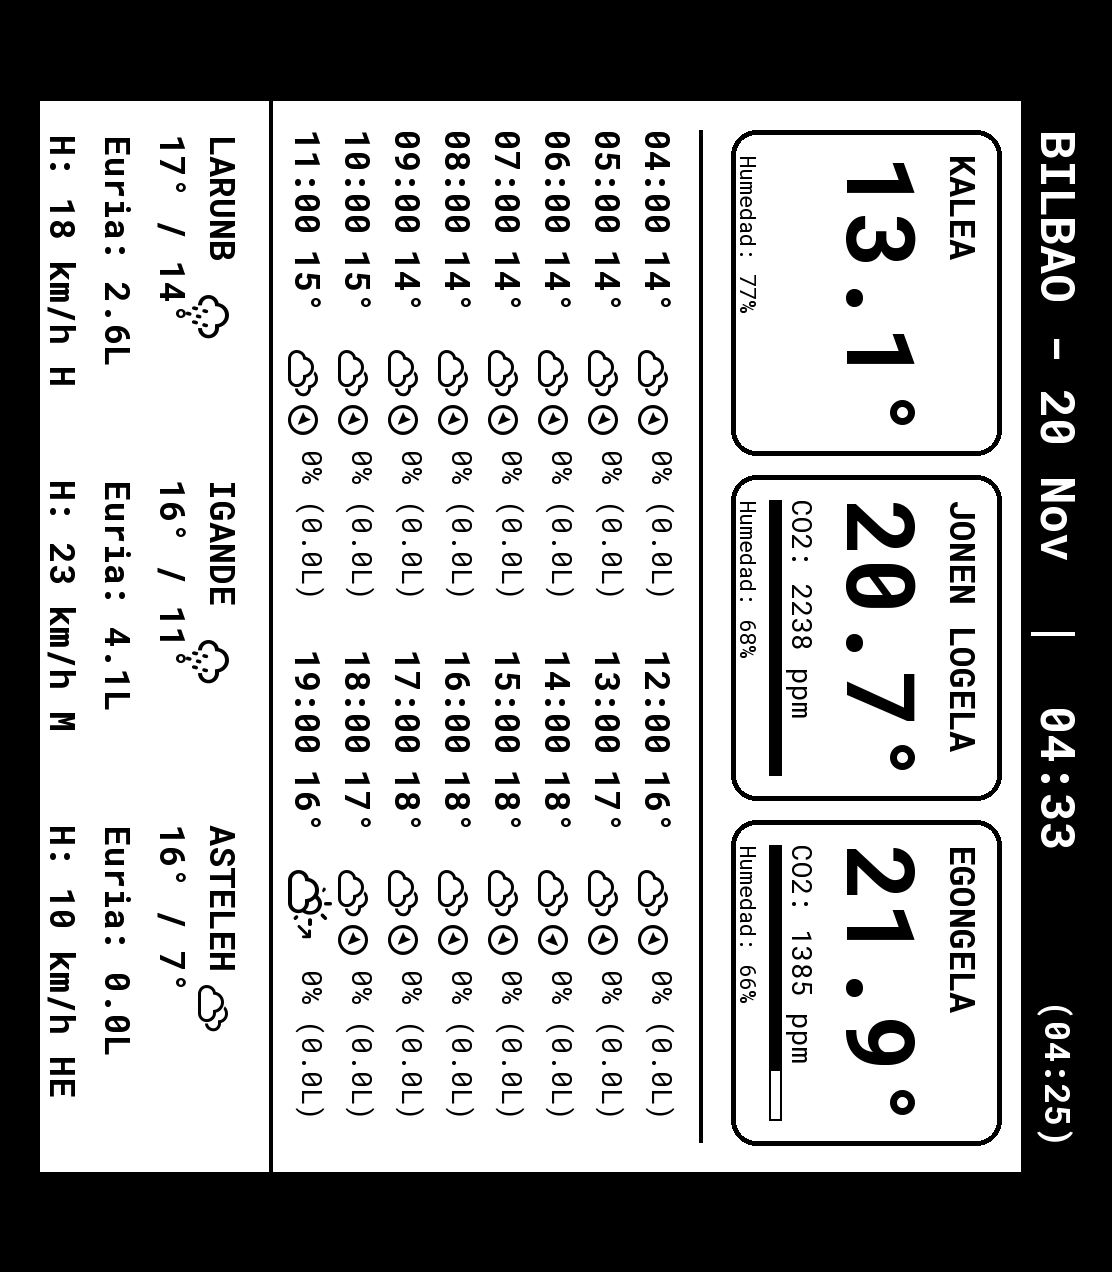 BILBAO - 20 Nov | 04:33 (04:25)
KALEA
13.1°
Humedad: 77%
JONEN LOGELA
20.7°
CO2: 2238 ppm
Humedad: 68%
EGONGELA
21.9°
CO2: 1385 ppm
Humedad: 66%
04:00 14° 0% (0.0L)
05:00 14° 0% (0.0L)
06:00 14° 0% (0.0L)
07:00 14° 0% (0.0L)
08:00 14° 0% (0.0L)
09:00 14° 0% (0.0L)
10:00 15° 0% (0.0L)
11:00 15° 0% (0.0L)
12:00 16° 0% (0.0L)
13:00 17° 0% (0.0L)
14:00 18° 0% (0.0L)
15:00 18° 0% (0.0L)
16:00 18° 0% (0.0L)
17:00 18° 0% (0.0L)
18:00 17° 0% (0.0L)
19:00 16° 0% (0.0L)
LARUNB
17° / 14°
Euria: 2.6L
H: 18 km/h H
IGANDE
16° / 11°
Euria: 4.1L
H: 23 km/h M
ASTELEH
16° / 7°
Euria: 0.0L
H: 10 km/h HE